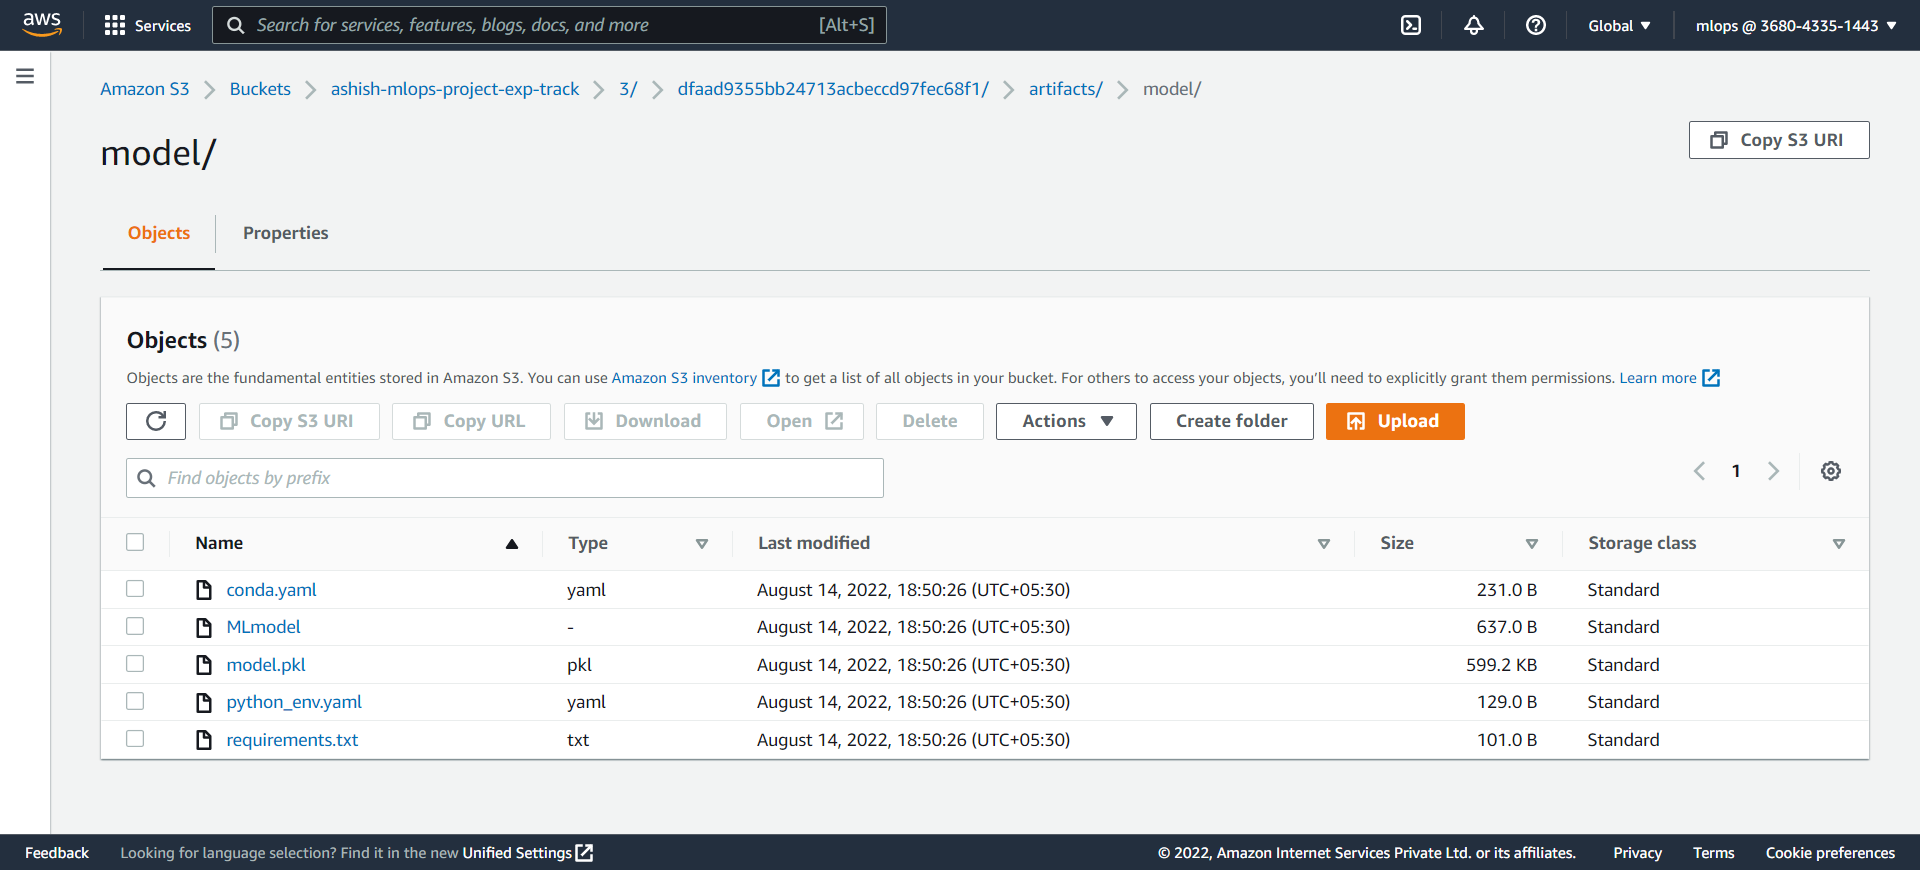 aws Services Search for services, features, blogs, docs, and more [Alt+S] Global mlops @ 3680-4335-1443
Amazon S3 Buckets ashish-mlops-project-exp-track 3/ dfaad9355bb24713acbeccd97fec68f1/ artifacts/ model/
model/
Copy S3 URI
Objects Properties
Objects (5)
Objects are the fundamental entities stored in Amazon S3. You can use Amazon S3 inventory to get a list of all objects in your bucket. For others to access your objects, you'll need to explicitly grant them permissions. Learn more
Copy S3 URI Copy URL Download Open Delete Actions Create folder Upload
Find objects by prefix
1
Name Type Last modified Size Storage class
conda.yaml yaml August 14, 2022, 18:50:26 (UTC+05:30) 231.0 B Standard
MLmodel - August 14, 2022, 18:50:26 (UTC+05:30) 637.0 B Standard
model.pkl pkl August 14, 2022, 18:50:26 (UTC+05:30) 599.2 KB Standard
python_env.yaml yaml August 14, 2022, 18:50:26 (UTC+05:30) 129.0 B Standard
requirements.txt txt August 14, 2022, 18:50:26 (UTC+05:30) 101.0 B Standard
Feedback Looking for language selection? Find it in the new Unified Settings © 2022, Amazon Internet Services Private Ltd. or its affiliates. Privacy Terms Cookie preferences